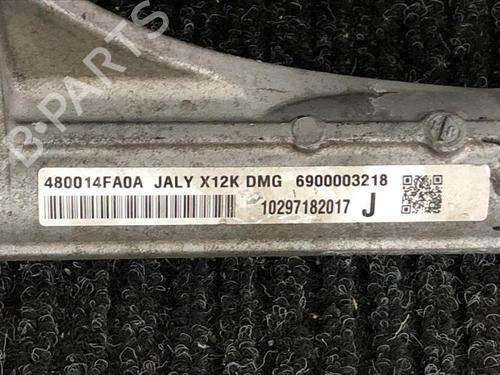 B-PARTS
480014FA0A JALY X12K DMG 6900003218
10297182017 J